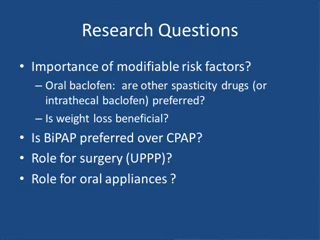 Research Questions
• Importance of modifiable risk factors?
– Oral baclofen: are other spasticity drugs (or
intrathecal baclofen) preferred?
– Is weight loss beneficial?
• Is BiPAP preferred over CPAP?
• Role for surgery (UPPP)?
• Role for oral appliances ?